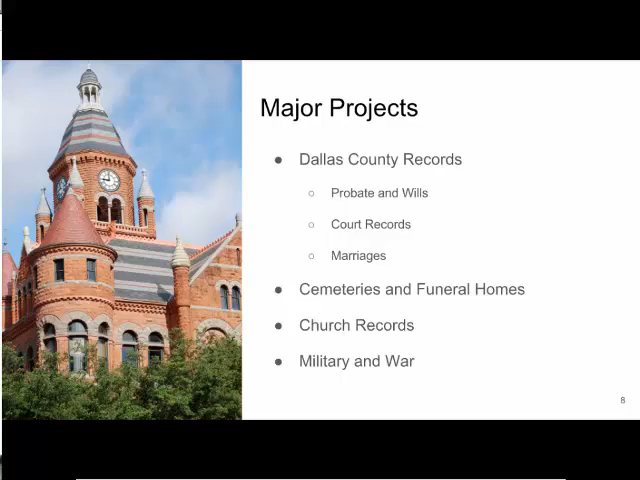 Major Projects
● Dallas County Records
○ Probate and Wills
○ Court Records
○ Marriages
● Cemeteries and Funeral Homes
● Church Records
● Military and War
8